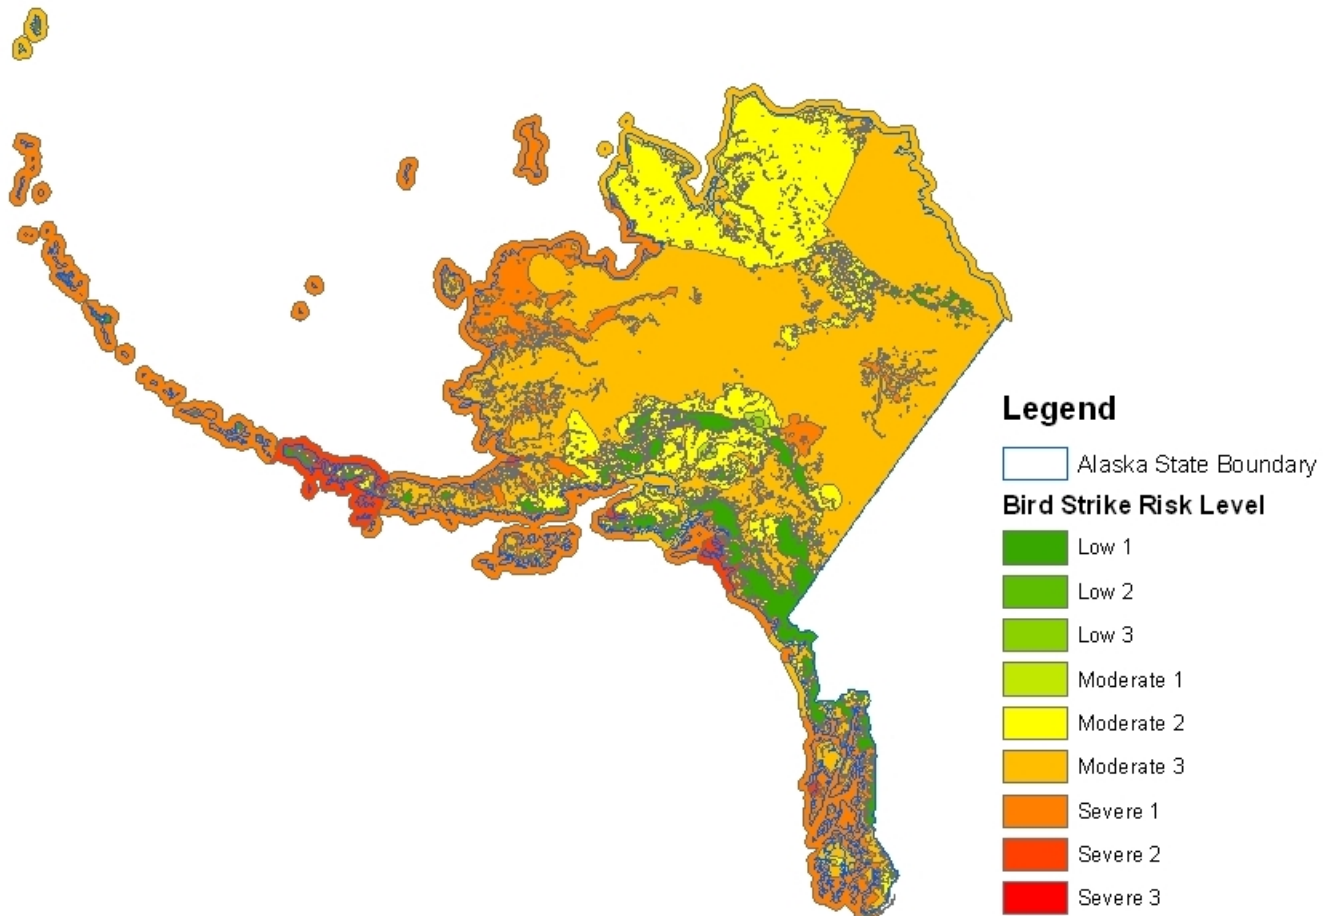 Legend
Alaska State Boundary
Bird Strike Risk Level
Low 1
Low 2
Low 3
Moderate 1
Moderate 2
Moderate 3
Severe 1
Severe 2
Severe 3